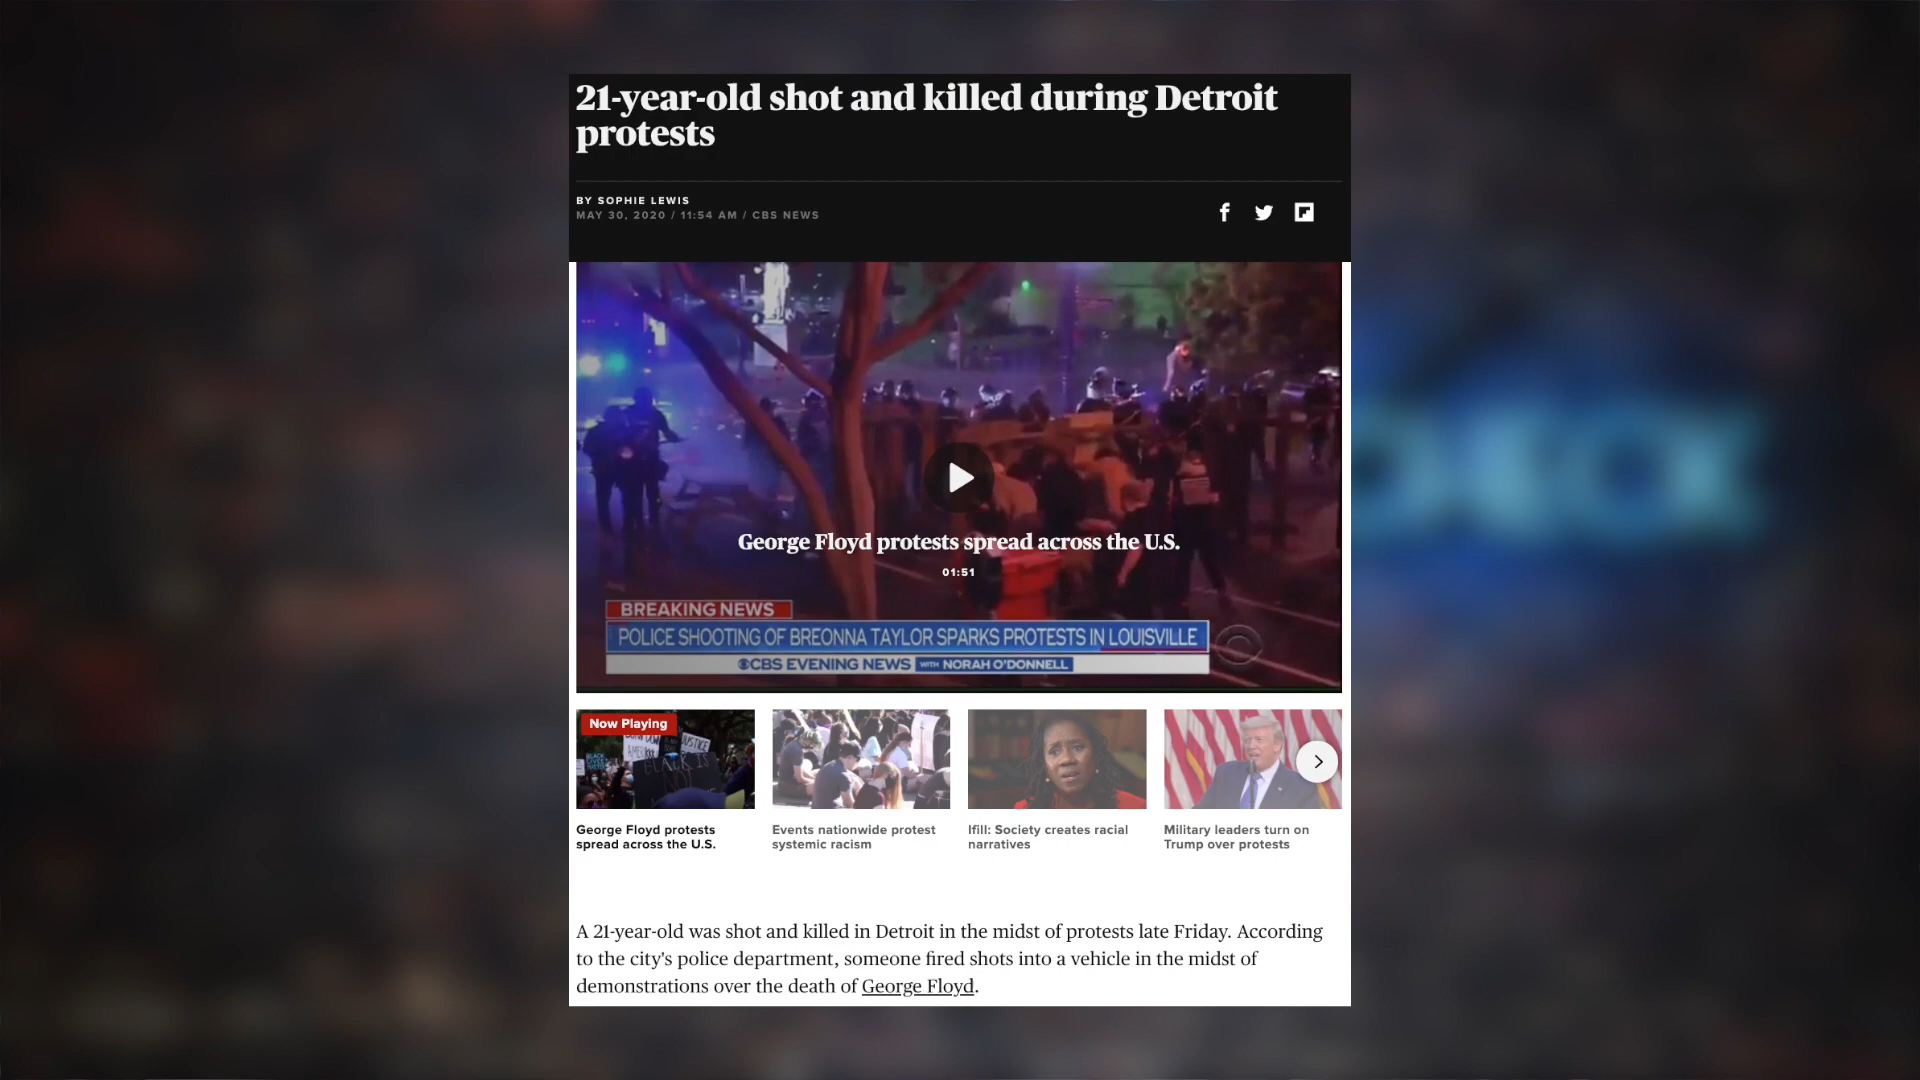 21-year-old shot and killed during Detroit
protests
BY SOPHIE LEWIS
MAY 30, 2020 / 11:54 AM / CBS NEWS
George Floyd protests spread across the U.S.
01:51
BREAKING NEWS
POLICE SHOOTING OF BREONNA TAYLOR SPARKS PROTESTS IN LOUISVILLE
CBS EVENING NEWS WITH NORAH O'DONNELL
Now Playing
JUSTICE
BLACK IS
George Floyd protests
spread across the U.S.
Events nationwide protest
systemic racism
Ifill: Society creates racial
narratives
Military leaders turn on
Trump over protests
A 21-year-old was shot and killed in Detroit in the midst of protests late Friday. According
to the city's police department, someone fired shots into a vehicle in the midst of
demonstrations over the death of George Floyd.